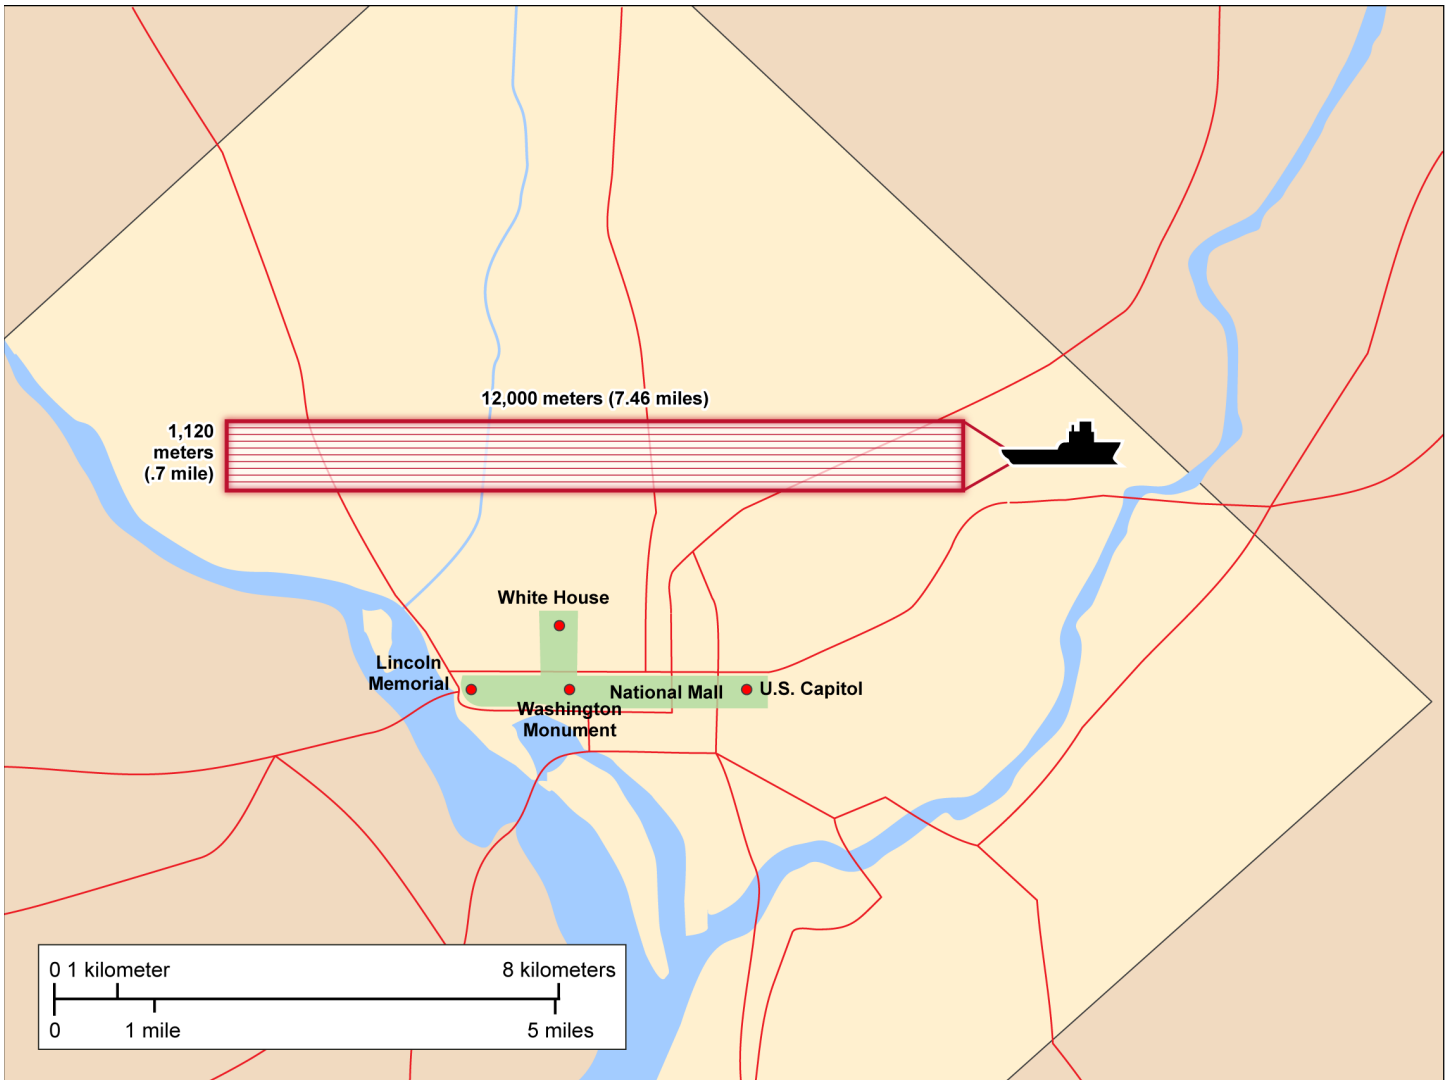 12,000 meters (7.46 miles)
1,120
meters
(.7 mile)
White House
Lincoln
Memorial
National Mall
U.S. Capitol
Washington
Monument
0 1 kilometer 8 kilometers
0 1 mile 5 miles